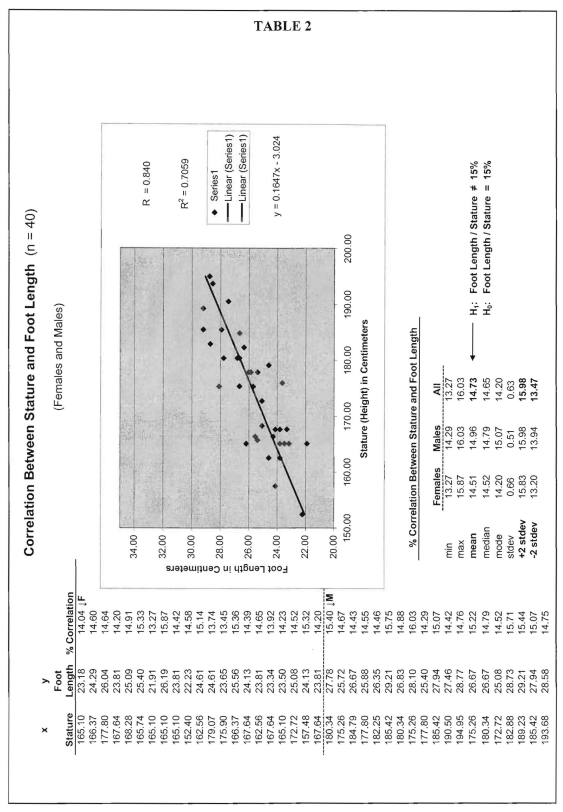 TABLE 2
Correlation Between Stature and Foot Length (n = 40)
(Females and Males)
x y
Foot
Stature Length % Correlation
165.10 23.18 14.04 ↓F
166.37 24.29 14.60
177.80 26.04 14.64
167.64 23.81 14.20
168.28 25.09 14.91
165.74 25.40 15.33
165.10 21.91 13.27
165.10 26.19 15.87
165.10 23.81 14.42
152.40 22.23 14.58
162.56 24.61 15.14
179.07 24.61 13.74
175.90 23.65 13.45
166.37 25.56 15.36
167.64 24.13 14.39
162.56 23.81 14.65
167.64 23.34 13.92
165.10 23.50 14.23
172.72 25.08 14.52
157.48 24.13 15.32
167.64 23.81 14.20
180.34 27.78 15.40 ↓M
175.26 25.72 14.67
184.79 26.67 14.43
177.80 25.88 14.55
182.25 26.35 14.46
185.42 29.21 15.75
180.34 26.83 14.88
175.26 28.10 16.03
177.80 25.40 14.29
185.42 27.94 15.07
190.50 27.46 14.42
194.95 28.77 14.76
175.26 26.67 15.22
180.34 26.67 14.79
172.72 25.08 14.52
182.88 28.73 15.71
189.23 29.21 15.44
185.42 27.94 15.07
193.68 28.58 14.75
34.00
32.00
30.00
28.00
26.00
24.00
22.00
20.00
Foot Length in Centimeters
150.00 160.00 170.00 180.00 190.00 200.00
Stature (Height) in Centimeters
R = 0.840
R² = 0.7059
Series1
Linear (Series1)
Linear (Series1)
y = 0.1647x - 3.024
% Correlation Between Stature and Foot Length
Females Males All
min 13.27 14.29 13.27
max 15.87 16.03 16.03
mean 14.51 14.96 14.73 ← H₁: Foot Length / Stature ≠ 15%
median 14.52 14.79 14.65 H₀: Foot Length / Stature = 15%
mode 14.20 15.07 14.20
stdev 0.66 0.51 0.63
+2 stdev 15.83 15.98 15.98
-2 stdev 13.20 13.94 13.47